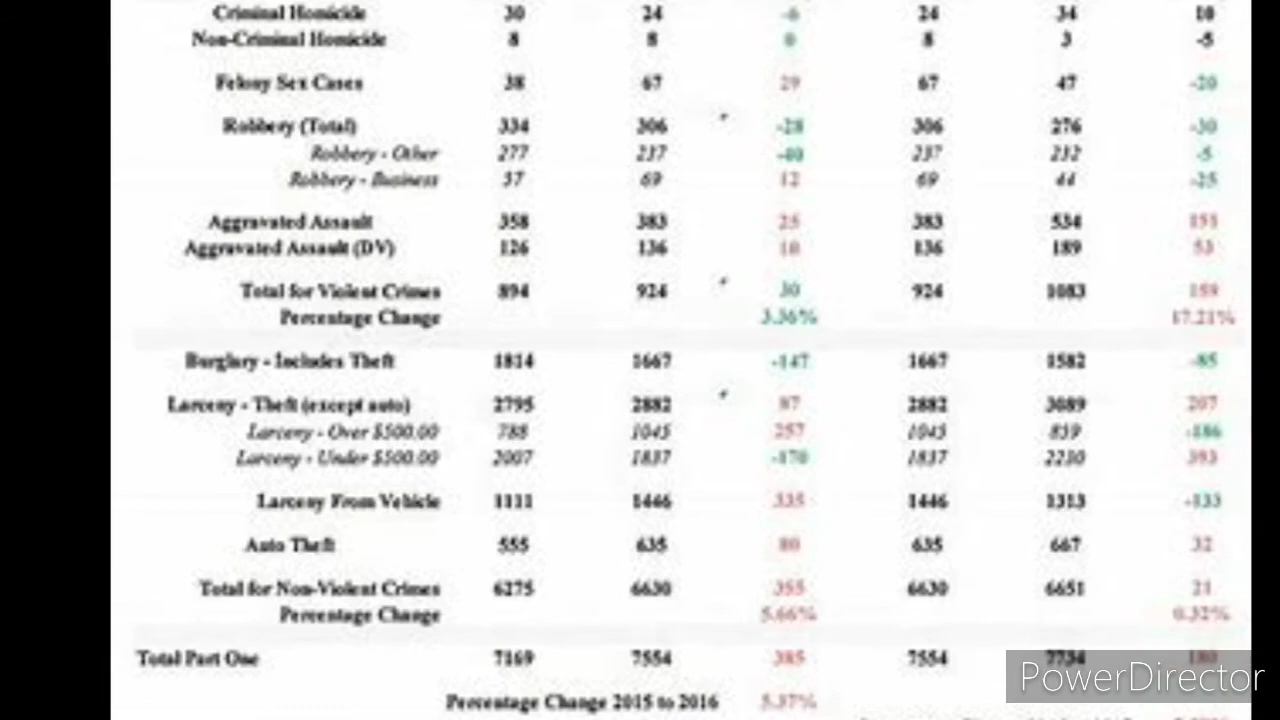 Criminal Homicide 30 24 -6 24 34 10
Non-Criminal Homicide 8 8 0 8 3 -5
Felony Sex Cases 38 67 29 67 47 -20
Robbery (Total) 334 306 -28 306 276 -30
Robbery - Other 277 237 -40 237 232 -5
Robbery - Business 57 69 12 69 44 -25
Aggravated Assault 358 383 25 383 534 151
Aggravated Assault (DV) 126 136 10 136 189 53
Total for Violent Crimes 894 924 30 924 1083 159
Percentage Change 3.36% 17.21%
Burglary - Includes Theft 1814 1667 -147 1667 1582 -85
Larceny - Theft (except auto) 2795 2882 87 2882 3089 207
Larceny - Over $500.00 788 1045 257 1045 859 -186
Larceny - Under $500.00 2007 1837 -170 1837 2230 393
Larceny From Vehicle 1111 1446 335 1446 1313 -133
Auto Theft 555 635 80 635 667 32
Total for Non-Violent Crimes 6275 6630 355 6630 6651 21
Percentage Change 5.66% 0.32%
Total Part One 7169 7554 385 7554 7734 180
PowerDirector
Percentage Change 2015 to 2016 5.37%